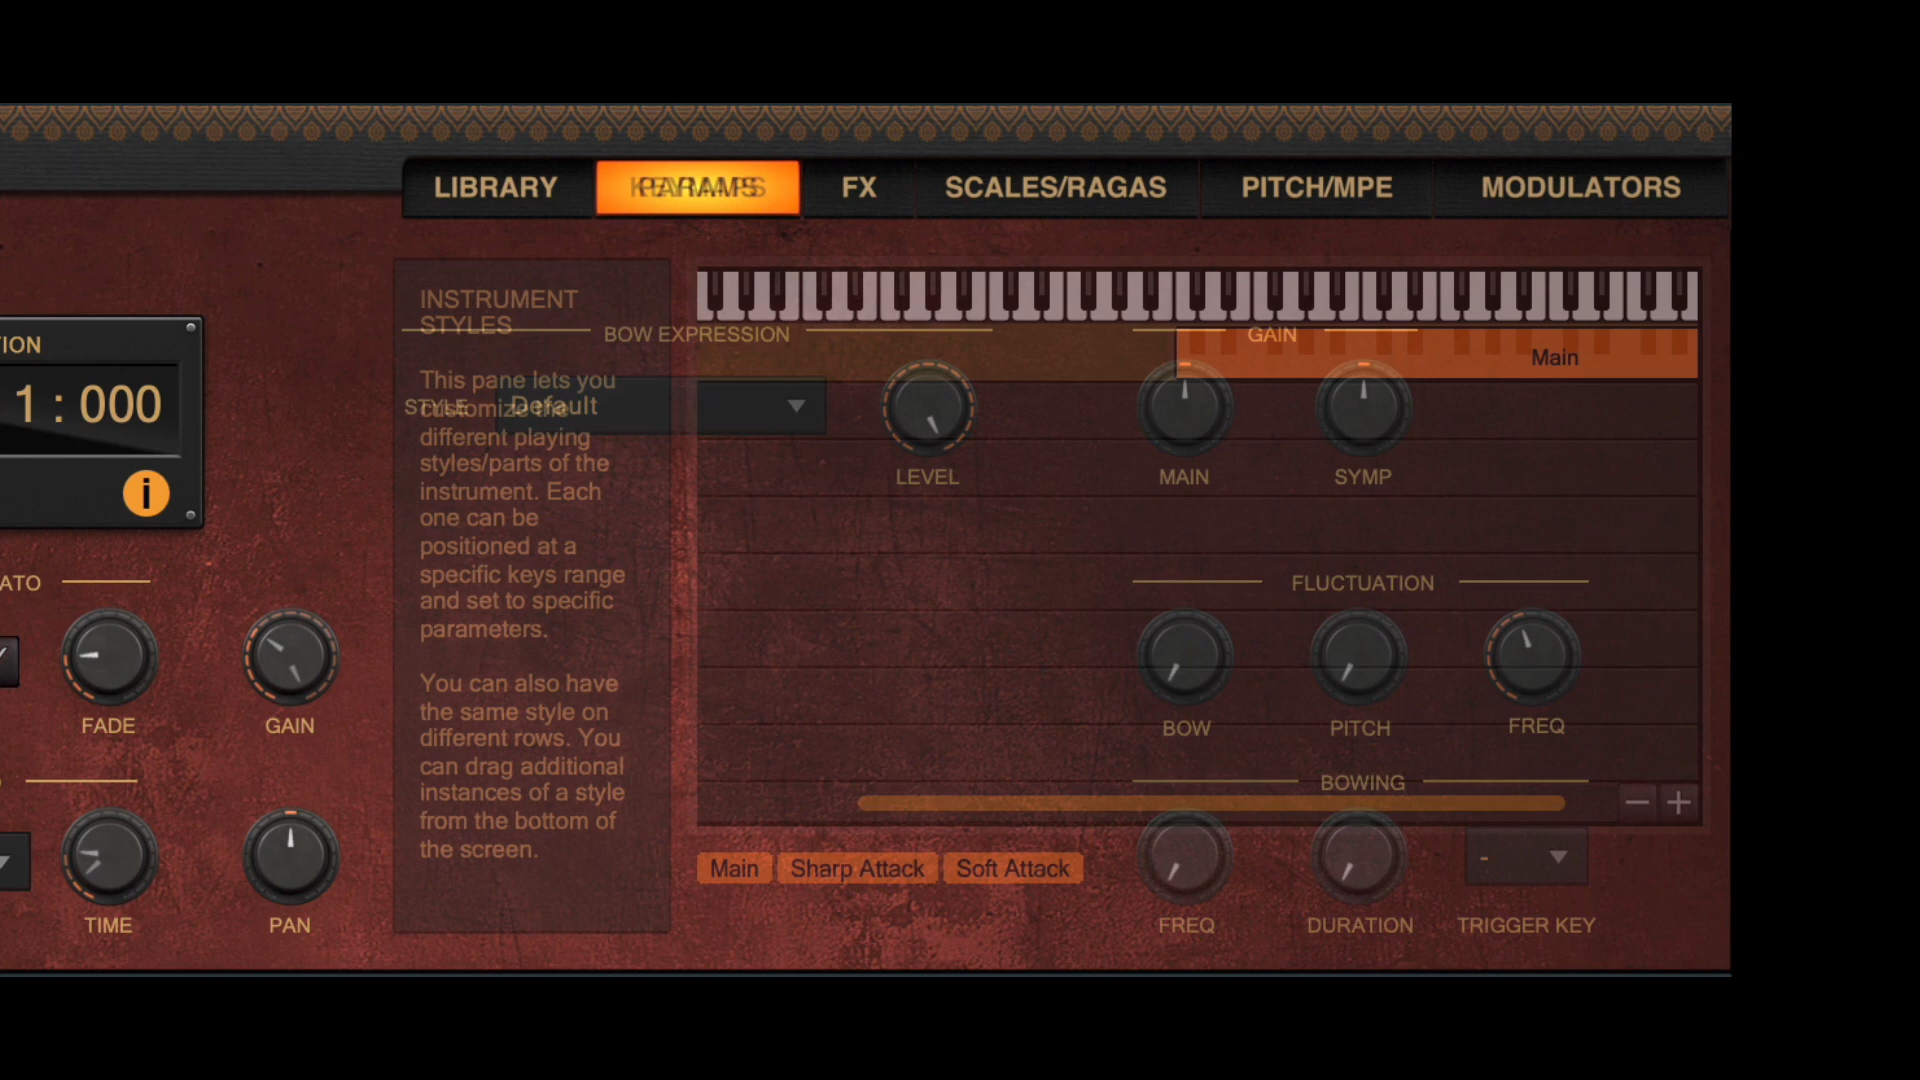 LIBRARY
PARAMS
FX
SCALES/RAGAS
PITCH/MPE
MODULATORS
INSTRUMENT
STYLES
BOW EXPRESSION
GAIN
Main
This pane lets you
customize the
different playing
styles/parts of the
instrument. Each
one can be
positioned at a
specific keys range
and set to specific
parameters.
You can also have
the same style on
different rows. You
can drag additional
instances of a style
from the bottom of
the screen.
STYLE
Default
LEVEL
MAIN
SYMP
1 : 000
i
FLUCTUATION
FADE
GAIN
BOW
PITCH
FREQ
BOWING
Main
Sharp Attack
Soft Attack
-
TIME
PAN
FREQ
DURATION
TRIGGER KEY